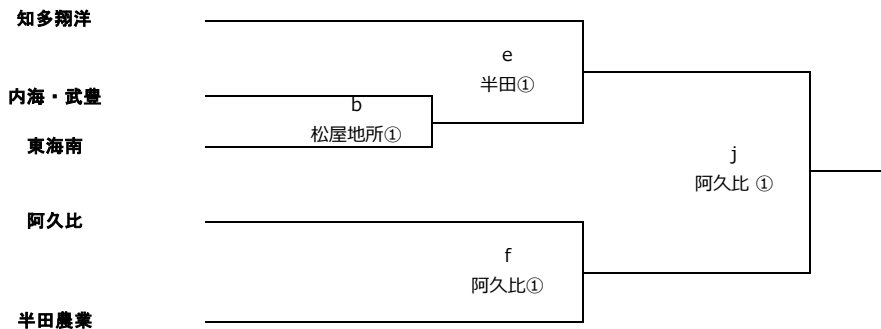 知多翔洋
e
半田①
内海・武豊
b
松屋地所①
東海南
j
阿久比 ①
阿久比
f
阿久比①
半田農業